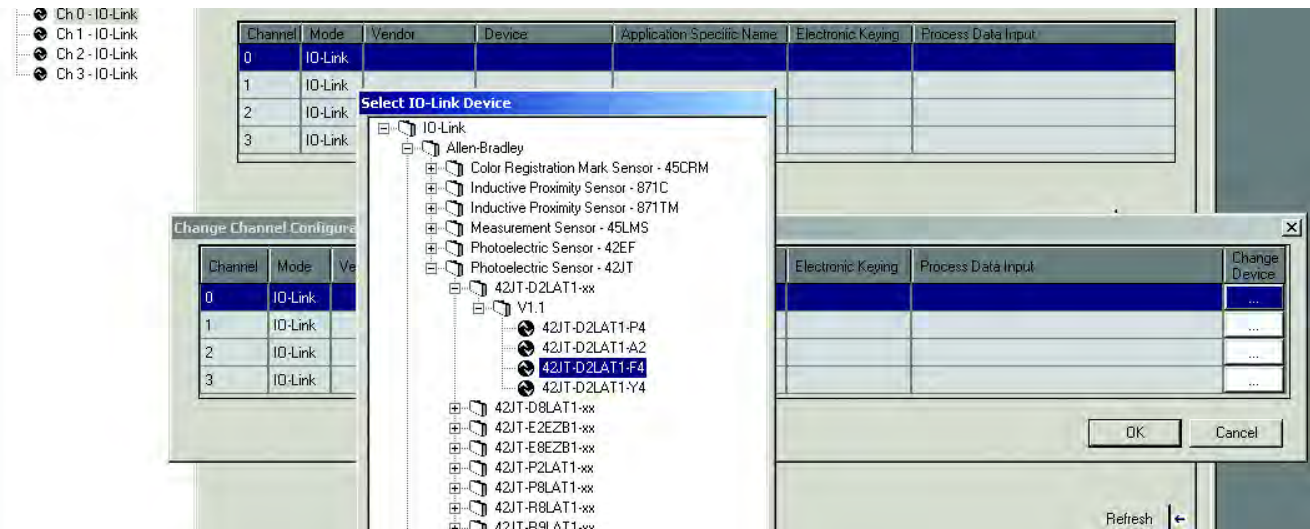 Ch 0 - IO-Link
Ch 1 - IO-Link
Ch 2 - IO-Link
Ch 3 - IO-Link
Channel Mode Vendor Device Application Specific Name Electronic Keying Process Data Input
0 IO-Link
1 IO-Link
2 IO-Link
3 IO-Link
Select IO-Link Device
IO-Link
Allen-Bradley
Color Registration Mark Sensor - 45CRM
Inductive Proximity Sensor - 871C
Inductive Proximity Sensor - 871TM
Measurement Sensor - 45LMS
Photoelectric Sensor - 42EF
Photoelectric Sensor - 42JT
42JT-D2LAT1-xx
V1.1
42JT-D2LAT1-P4
42JT-D2LAT1-A2
42JT-D2LAT1-F4
42JT-D2LAT1-Y4
42JT-D8LAT1-xx
42JT-E2EZB1-xx
42JT-E8EZB1-xx
42JT-P2LAT1-xx
42JT-P8LAT1-xx
42JT-R8LAT1-xx
42JT-R9LAT1-xx
Change Channel Configura
Channel Mode Ve Electronic Keying Process Data Input Change Device
0 IO-Link ...
1 IO-Link ...
2 IO-Link ...
3 IO-Link ...
OK Cancel
Refresh